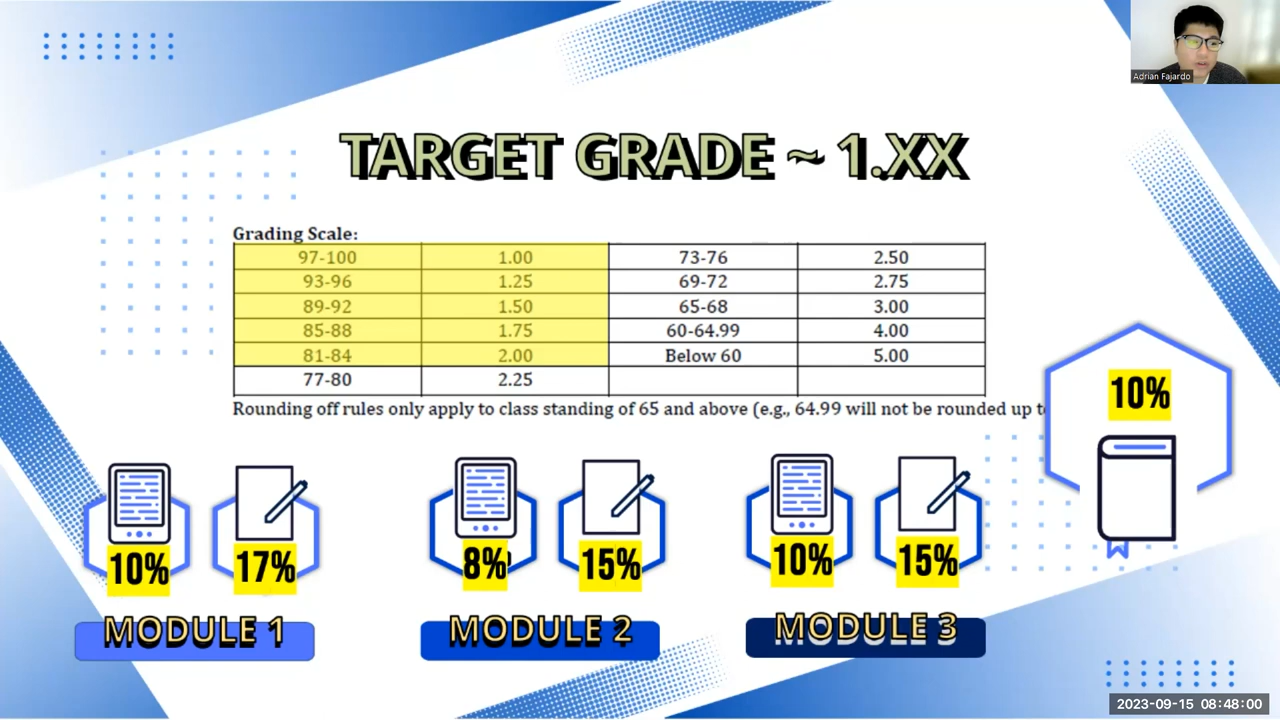 Adrian Fajardo
TARGET GRADE ~ 1.XX
Grading Scale:
97-100 1.00 73-76 2.50
93-96 1.25 69-72 2.75
89-92 1.50 65-68 3.00
85-88 1.75 60-64.99 4.00
81-84 2.00 Below 60 5.00
77-80 2.25
Rounding off rules only apply to class standing of 65 and above (e.g., 64.99 will not be rounded up
10%
10% 17% 8% 15% 10% 15%
MODULE 1 MODULE 2 MODULE 3
2023-09-15 08:48:00